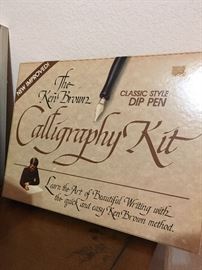 NEW IMPROVED!
The
Ken Brown
CLASSIC STYLE
DIP PEN
Calligraphy Kit
Learn the Art of Beautiful Writing with
the quick and easy Ken Brown method.